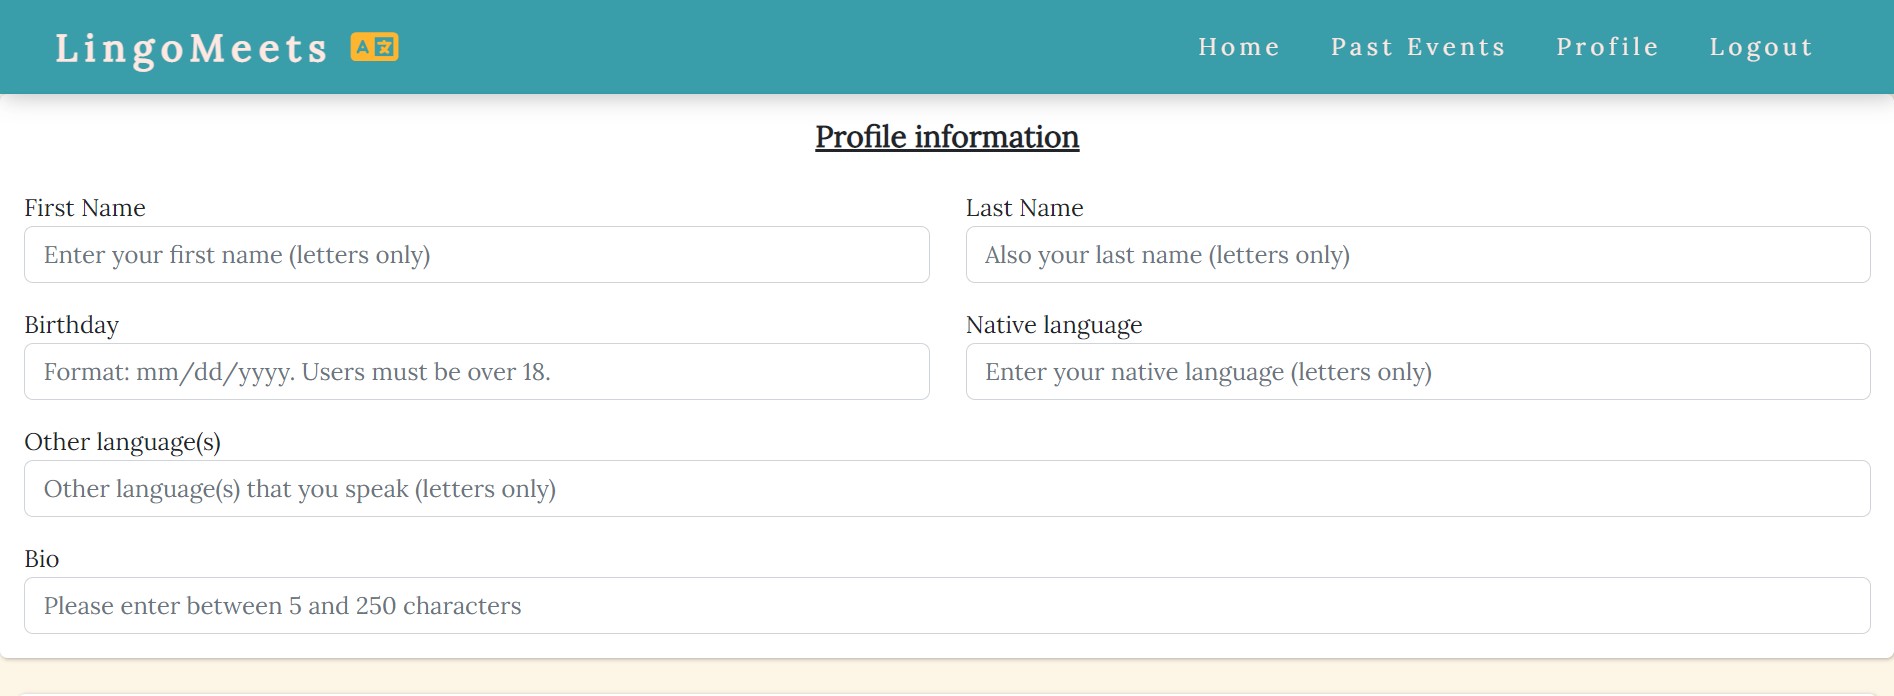 LingoMeets A文
Home Past Events Profile Logout
Profile information
First Name
Enter your first name (letters only)
Last Name
Also your last name (letters only)
Birthday
Format: mm/dd/yyyy. Users must be over 18.
Native language
Enter your native language (letters only)
Other language(s)
Other language(s) that you speak (letters only)
Bio
Please enter between 5 and 250 characters